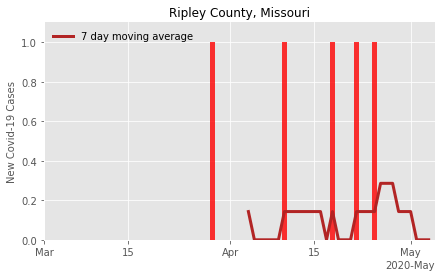 Ripley County, Missouri
7 day moving average
New Covid-19 Cases
1.0
0.8
0.6
0.4
0.2
0.0
Mar 15 Apr 15 May
2020-May